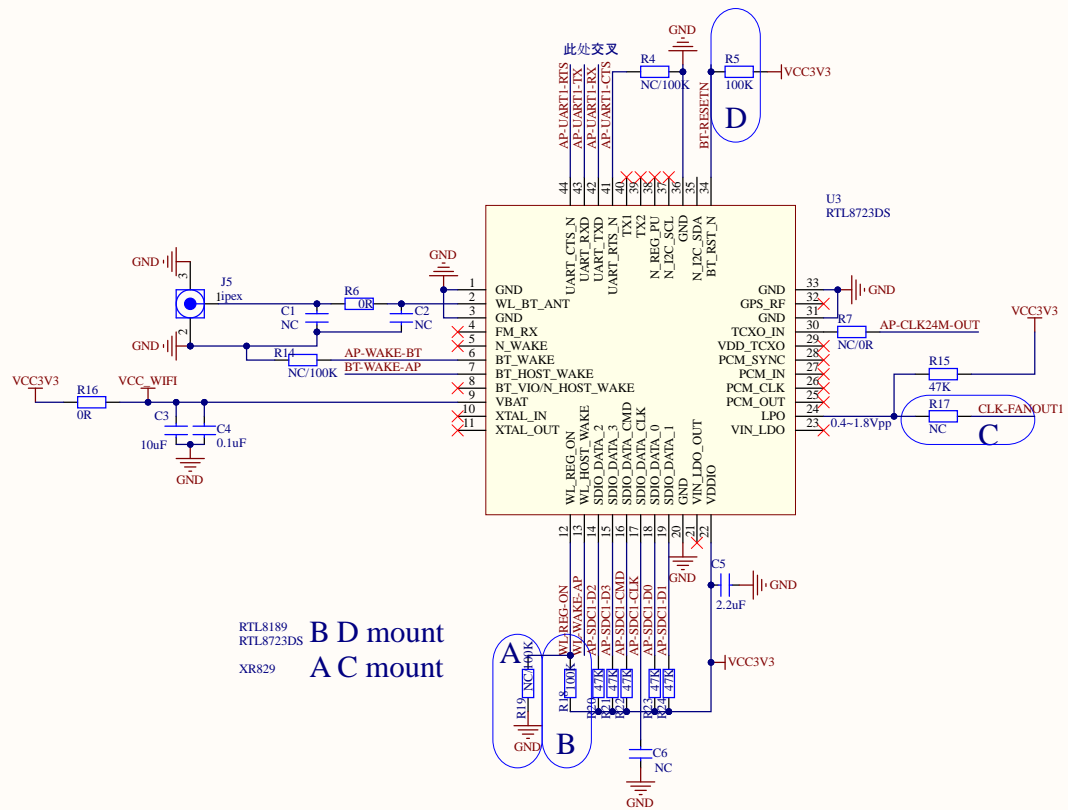 此处交叉
GND
R4
NC/100K
R5
100K
VCC3V3
D
AP-UART1-RTS
AP-UART1-TX
AP-UART1-RX
AP-UART1-CTS
BT-RESETN
44
43
42
41
40
39
38
37
36
35
34
UART_CTS_N
UART_RXD
UART_TXD
UART_RTS_N
TX1
TX2
N_REG_PU
N_I2C_SCL
GND
N_I2C_SDA
BT_RST_N
U3
RTL8723DS
GND
3
J5
1 ipex
2
GND
C1
NC
R6
0R
C2
NC
GND
R14
NC/100K
AP-WAKE-BT
BT-WAKE-AP
VCC3V3
R16
0R
VCC_WIFI
C3
10uF
C4
0.1uF
GND
1 GND
2 WL_BT_ANT
3 GND
4 FM_RX
5 N_WAKE
6 BT_WAKE
7 BT_HOST_WAKE
8 BT_VIO/N_HOST_WAKE
9 VBAT
10 XTAL_IN
11 XTAL_OUT
GND 33
GPS_RF 32
GND 31
TCXO_IN 30
VDD_TCXO 29
PCM_SYNC 28
PCM_IN 27
PCM_CLK 26
PCM_OUT 25
LPO 24
VIN_LDO 23
GND
R7
NC/0R
AP-CLK24M-OUT
VCC3V3
R15
47K
R17
NC
CLK-FANOUT1
0.4~1.8Vpp
C
WL_REG_ON
WL_HOST_WAKE
SDIO_DATA_2
SDIO_DATA_3
SDIO_DATA_CMD
SDIO_DATA_CLK
SDIO_DATA_0
SDIO_DATA_1
GND
VIN_LDO_OUT
VDDIO
12
13
14
15
16
17
18
19
20
21
22
WL-REG-ON
WL-WAKE-AP
AP-SDC1-D2
AP-SDC1-D3
AP-SDC1-CMD
AP-SDC1-CLK
AP-SDC1-D0
AP-SDC1-D1
GND
C5
2.2uF
GND
VCC3V3
RTL8189
RTL8723DS
B D mount
XR829
A C mount
A
R19
NC/100K
GND
R18
100K
B
R20
47K
R21
47K
R22
47K
R23
47K
R24
47K
C6
NC
GND